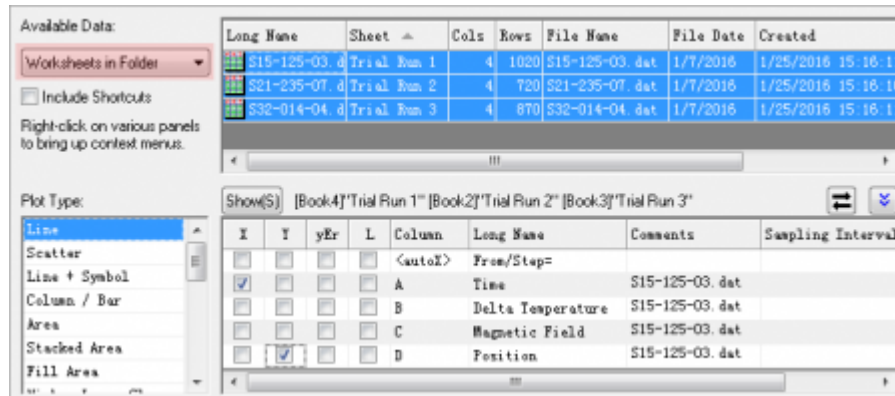 Available Data:
Worksheets in Folder
Include Shortcuts
Right-click on various panels
to bring up context menus.
Long Name Sheet Cols Rows File Name File Date Created
S15-125-03. d Trial Run 1 4 1020 S15-125-03. dat 1/7/2016 1/25/2016 15:16:1
S21-235-07. d Trial Run 2 4 720 S21-235-07. dat 1/7/2016 1/25/2016 15:16:1
S32-014-04. d Trial Run 3 4 870 S32-014-04. dat 1/7/2016 1/25/2016 15:16:1
Plot Type:
Line
Scatter
Line + Symbol
Column / Bar
Area
Stacked Area
Fill Area
Show(S) [Book4]"Trial Run 1" [Book2]"Trial Run 2" [Book3]"Trial Run 3"
X Y yEr L Column Long Name Comments Sampling Interval
<autoX> From/Step=
A Time S15-125-03. dat
B Delta Temperature S15-125-03. dat
C Magnetic Field S15-125-03. dat
D Position S15-125-03. dat